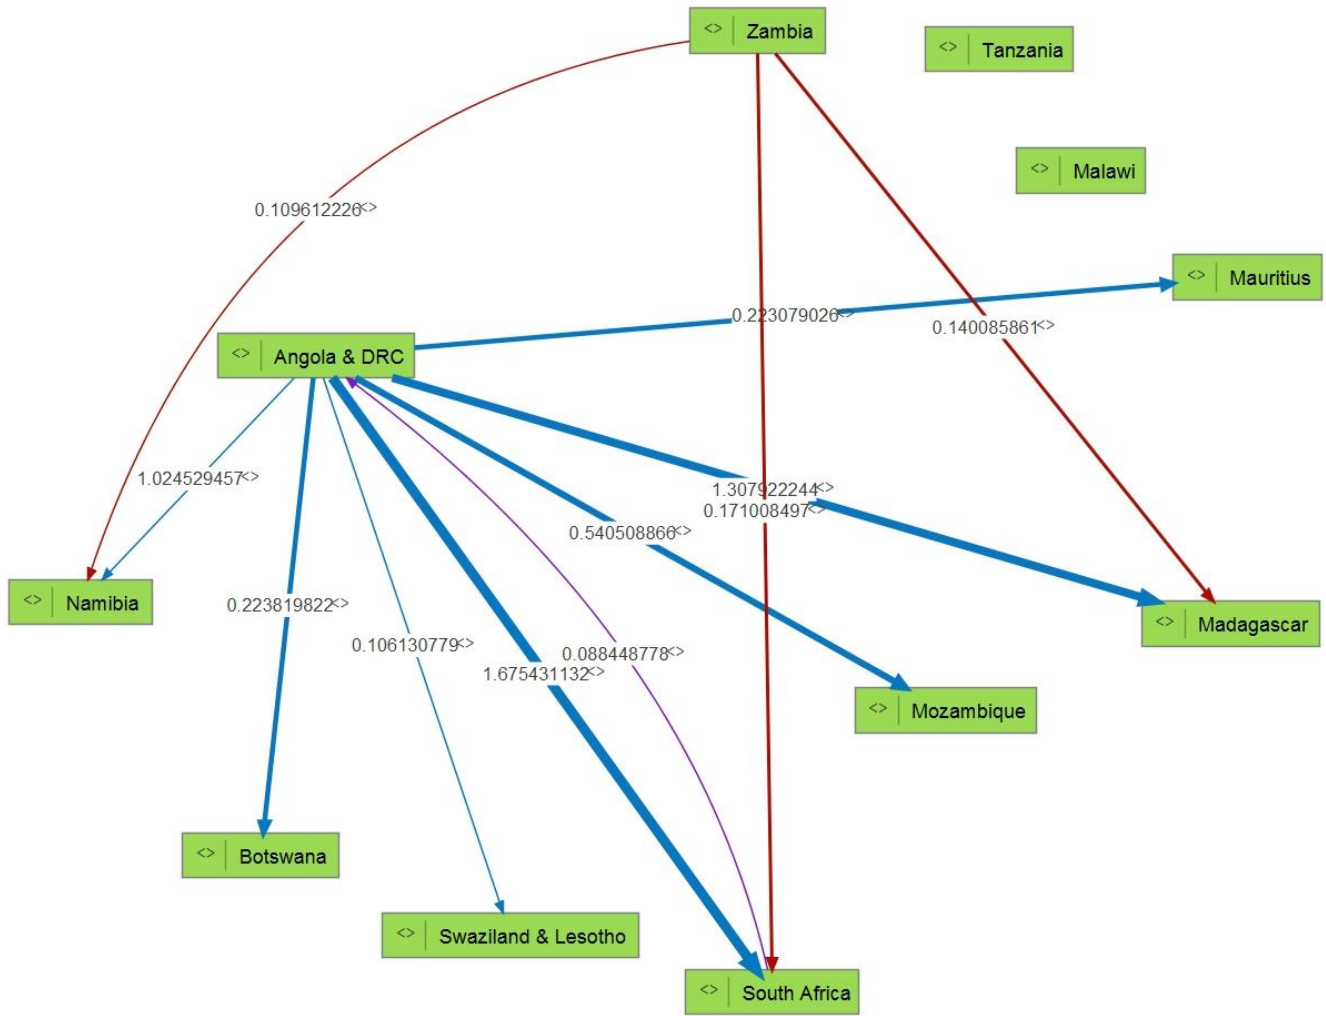 <> Zambia
<> Tanzania
<> Malawi
0.109612226<>
<> Mauritius
0.223079026<>
0.140085861<>
<> Angola & DRC
1.024529457<>
1.307922244<>
0.171008497<>
0.540508866<>
<> Namibia
0.223819822<>
<> Madagascar
0.106130779<>
0.088448778<>
1.675431132<>
<> Mozambique
<> Botswana
<> Swaziland & Lesotho
<> South Africa